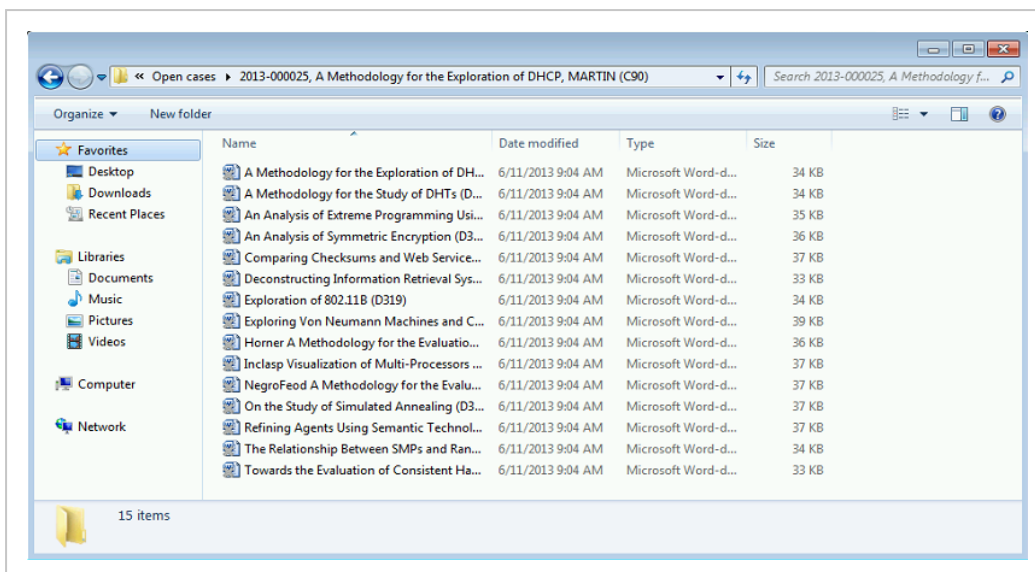 « Open cases ▸ 2013-000025, A Methodology for the Exploration of DHCP, MARTIN (C90) Search 2013-000025, A Methodology f...
Organize New folder
Favorites
Desktop
Downloads
Recent Places
Libraries
Documents
Music
Pictures
Videos
Computer
Network
Name Date modified Type Size
A Methodology for the Exploration of DH... 6/11/2013 9:04 AM Microsoft Word-d... 34 KB
A Methodology for the Study of DHTs (D... 6/11/2013 9:04 AM Microsoft Word-d... 34 KB
An Analysis of Extreme Programming Usi... 6/11/2013 9:04 AM Microsoft Word-d... 35 KB
An Analysis of Symmetric Encryption (D3... 6/11/2013 9:04 AM Microsoft Word-d... 36 KB
Comparing Checksums and Web Service... 6/11/2013 9:04 AM Microsoft Word-d... 37 KB
Deconstructing Information Retrieval Sys... 6/11/2013 9:04 AM Microsoft Word-d... 33 KB
Exploration of 802.11B (D319) 6/11/2013 9:04 AM Microsoft Word-d... 34 KB
Exploring Von Neumann Machines and C... 6/11/2013 9:04 AM Microsoft Word-d... 39 KB
Horner A Methodology for the Evaluatio... 6/11/2013 9:04 AM Microsoft Word-d... 36 KB
Inclasp Visualization of Multi-Processors ... 6/11/2013 9:04 AM Microsoft Word-d... 37 KB
NegroFeod A Methodology for the Evalu... 6/11/2013 9:04 AM Microsoft Word-d... 37 KB
On the Study of Simulated Annealing (D3... 6/11/2013 9:04 AM Microsoft Word-d... 37 KB
Refining Agents Using Semantic Technol... 6/11/2013 9:04 AM Microsoft Word-d... 37 KB
The Relationship Between SMPs and Ran... 6/11/2013 9:04 AM Microsoft Word-d... 34 KB
Towards the Evaluation of Consistent Ha... 6/11/2013 9:04 AM Microsoft Word-d... 33 KB
15 items